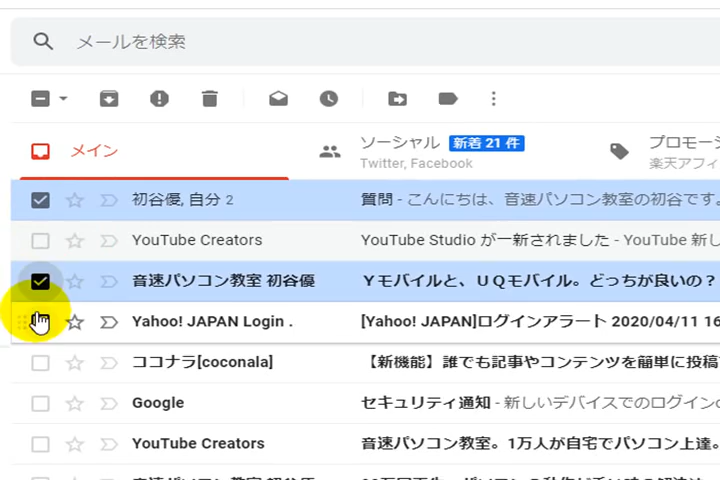 メールを検索
メイン
ソーシャル 新着 21 件
Twitter, Facebook
プロモーシ
楽天アフィ
初谷優, 自分 2 質問 - こんにちは、音速パソコン教室の初谷です。
YouTube Creators YouTube Studio が一新されました - YouTube 新し
音速パソコン教室 初谷優 Yモバイルと、UQモバイル。どっちが良いの？
Yahoo! JAPAN Login . [Yahoo! JAPAN]ログインアラート 2020/04/11 16
ココナラ[coconala] 【新機能】誰でも記事やコンテンツを簡単に投稿
Google セキュリティ通知 - 新しいデバイスでのログイン
YouTube Creators 音速パソコン教室。1万人が自宅でパソコン上達。